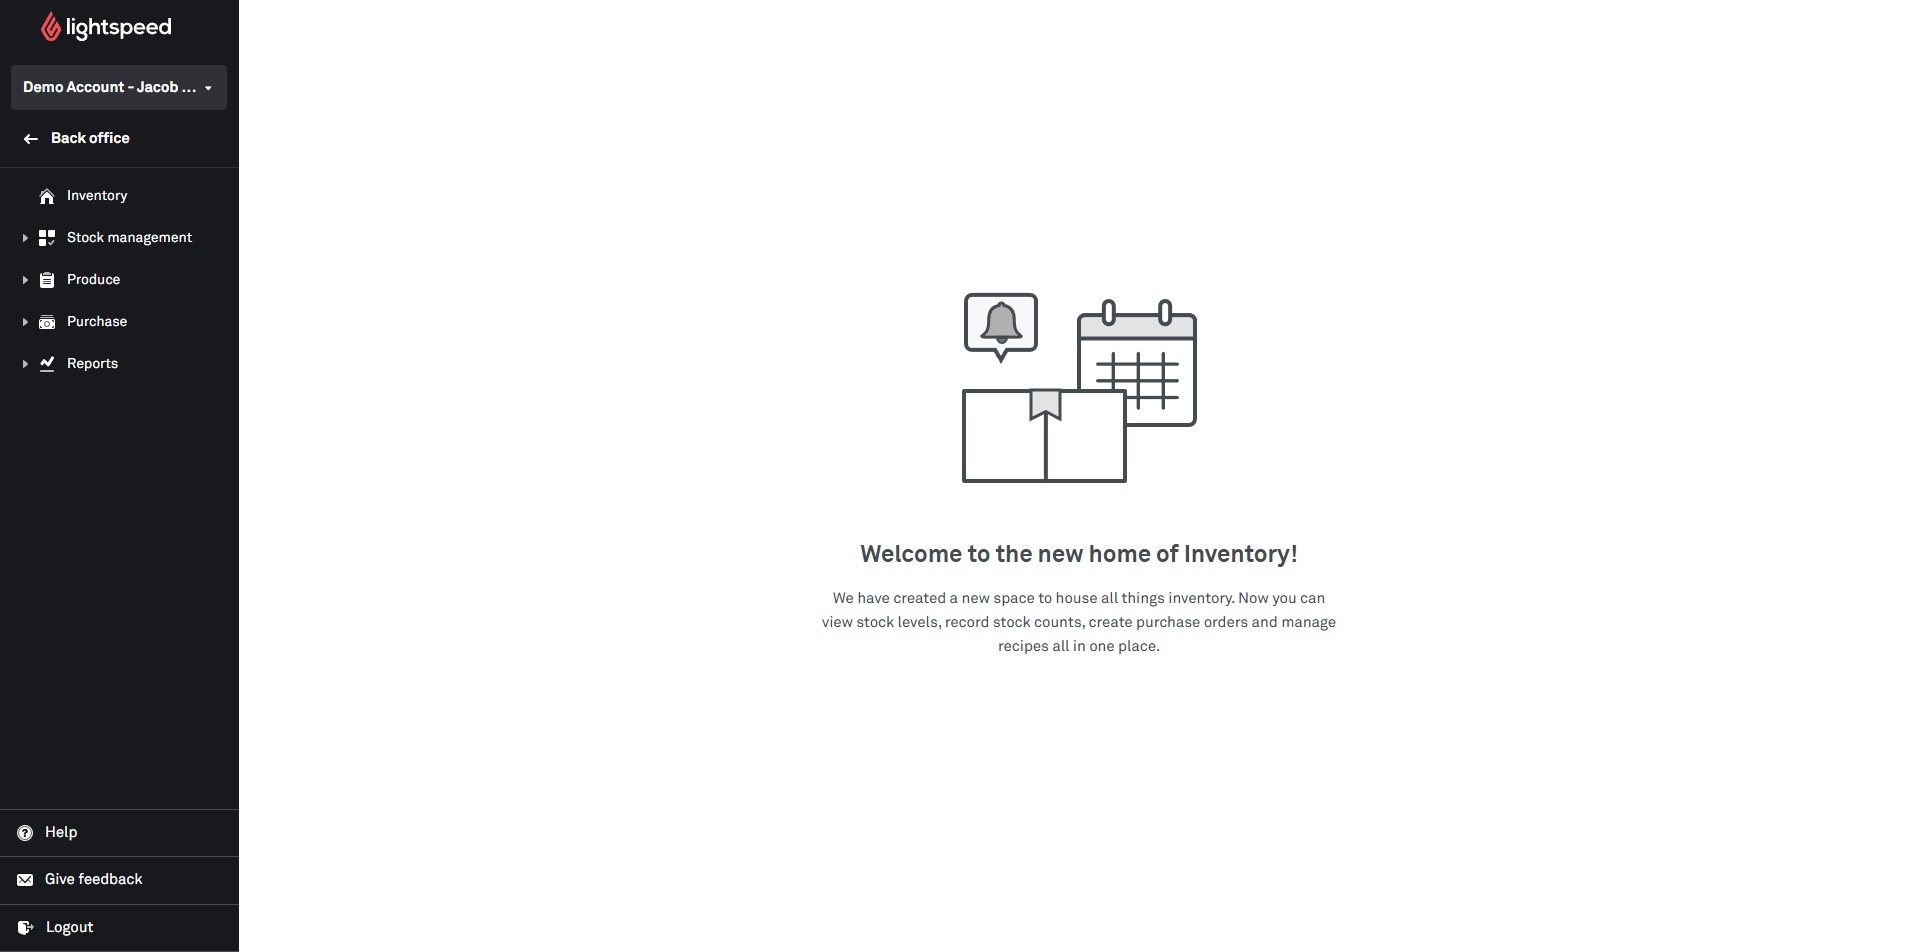 lightspeed
Demo Account - Jacob ...
Back office
Inventory
Stock management
Produce
Purchase
Reports
Help
Give feedback
Logout
Welcome to the new home of Inventory!
We have created a new space to house all things inventory. Now you can
view stock levels, record stock counts, create purchase orders and manage
recipes all in one place.